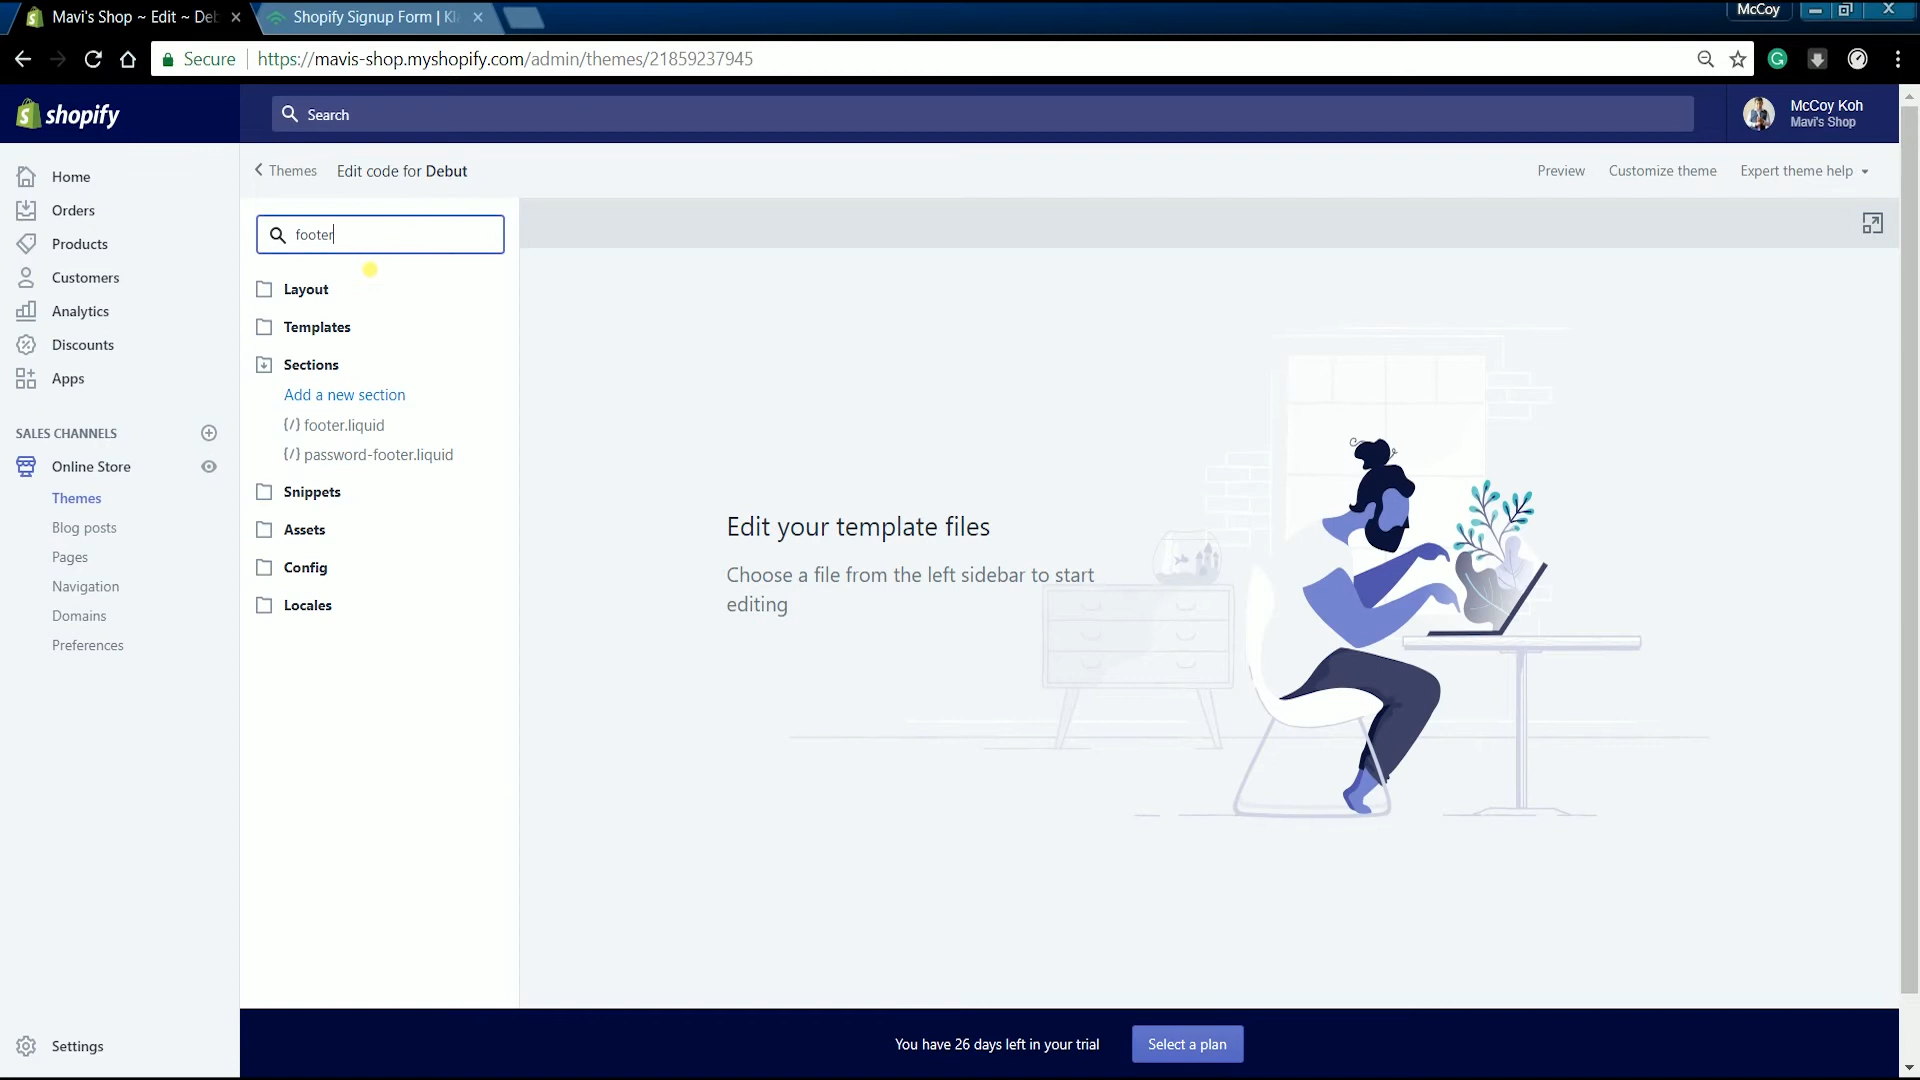 Mavi's Shop ~ Edit ~ Deb
Shopify Signup Form | Kla
McCoy
Secure
https://mavis-shop.myshopify.com/admin/themes/21859237945
shopify
Search
McCoy Koh
Mavi's Shop
Home
Orders
Products
Customers
Analytics
Discounts
Apps
SALES CHANNELS
Online Store
Themes
Blog posts
Pages
Navigation
Domains
Preferences
Settings
Themes
Edit code for Debut
Preview
Customize theme
Expert theme help
footer
Layout
Templates
Sections
Add a new section
{/} footer.liquid
{/} password-footer.liquid
Snippets
Assets
Config
Locales
Edit your template files
Choose a file from the left sidebar to start
editing
You have 26 days left in your trial
Select a plan